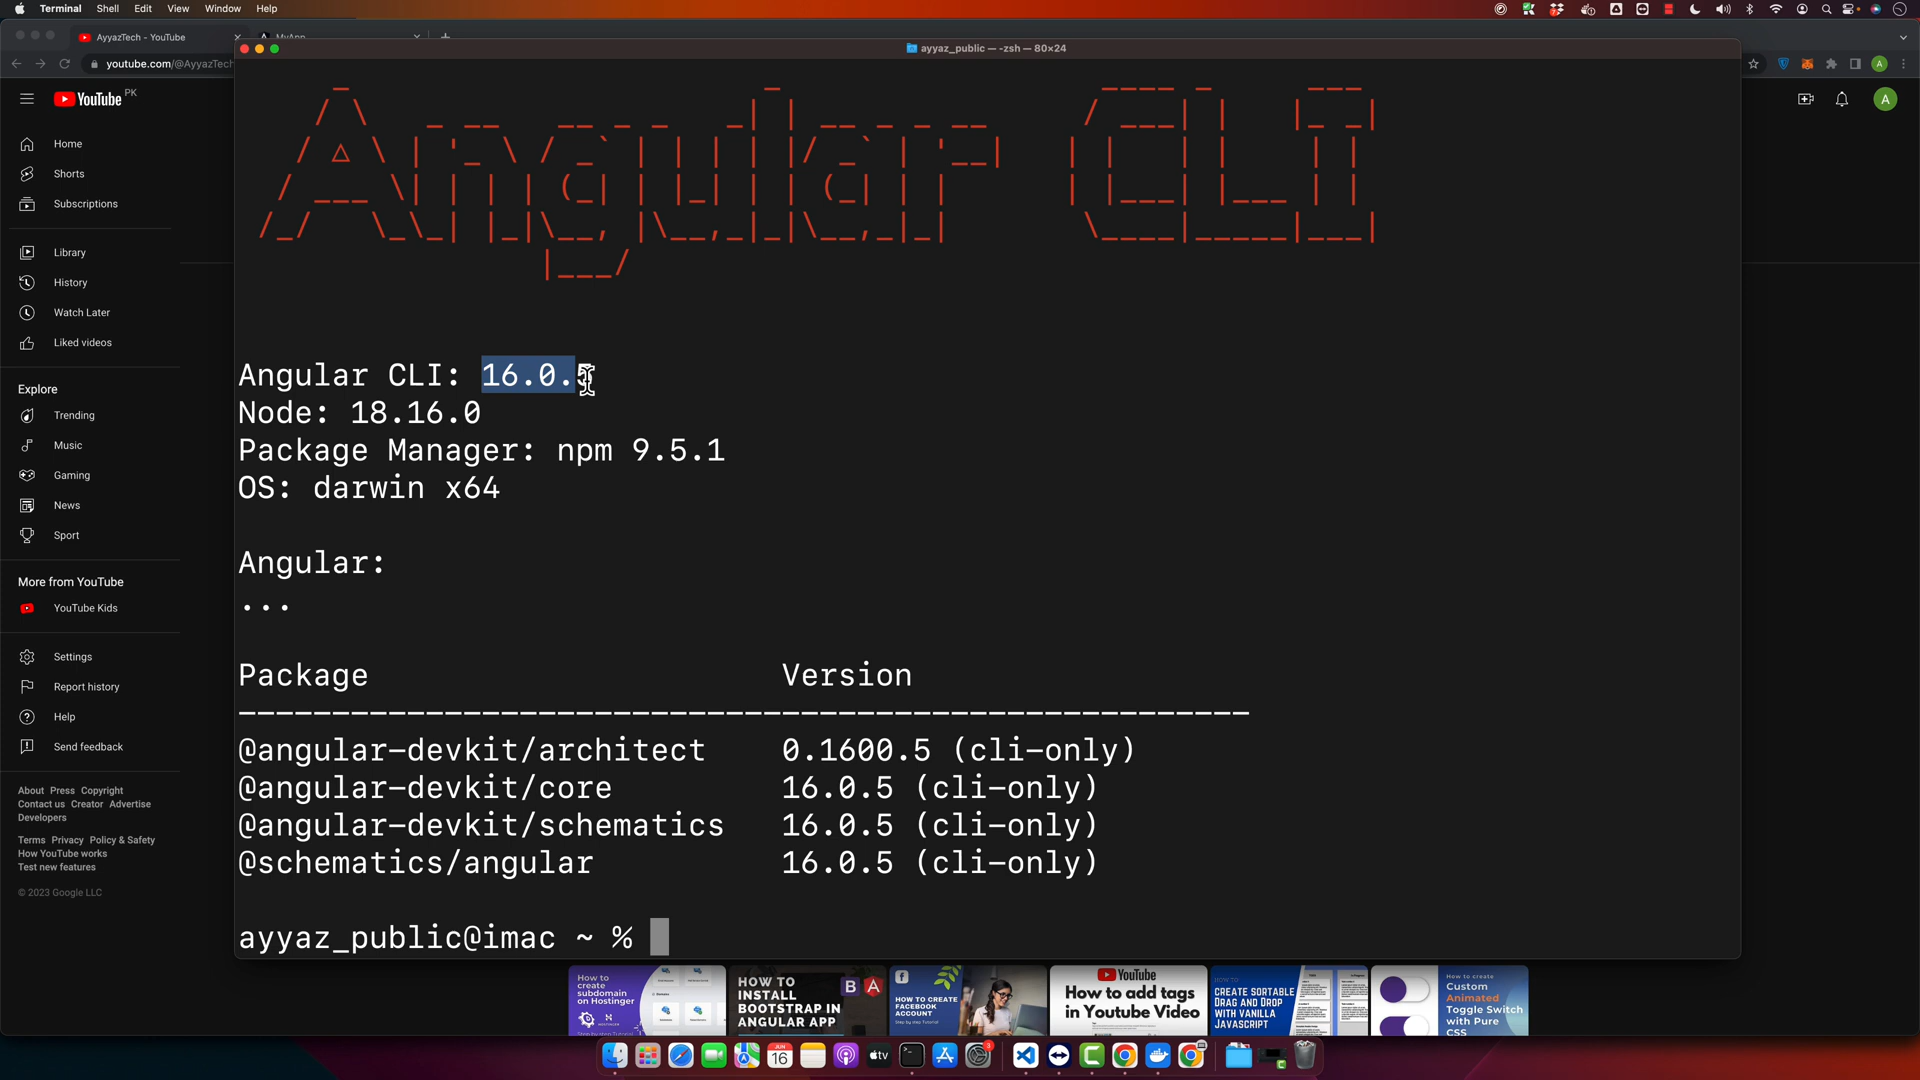 Terminal Shell Edit View Window Help
AyyazTech - YouTube
MyApp
youtube.com/@AyyazTech
ayyaz_public — -zsh — 80×24
YouTube PK
A
A
Home
Shorts
Subscriptions
Library
History
Watch Later
Liked videos
Explore
Trending
Music
Gaming
News
Sport
More from YouTube
YouTube Kids
Settings
Report history
Help
Send feedback
About Press Copyright
Contact us Creator Advertise
Developers
Terms Privacy Policy & Safety
How YouTube works
Test new features
© 2023 Google LLC
Angular CLI
Angular CLI: 16.0.5
Node: 18.16.0
Package Manager: npm 9.5.1
OS: darwin x64
Angular:
...
Package Version
@angular-devkit/architect 0.1600.5 (cli-only)
@angular-devkit/core 16.0.5 (cli-only)
@angular-devkit/schematics 16.0.5 (cli-only)
@schematics/angular 16.0.5 (cli-only)
ayyaz_public@imac ~ %
How to
create
subdomain
on Hostinger
HOW TO
INSTALL
BOOTSTRAP IN
ANGULAR APP
HOW TO CREATE
FACEBOOK
ACCOUNT
YouTube
How to add tags
in Youtube Video
HOW TO
CREATE SORTABLE
DRAG AND DROP
WITH VANILLA
JAVASCRIPT
How to create
Custom
Animated
Toggle Switch
with Pure
CSS
JUN
16
tv
3